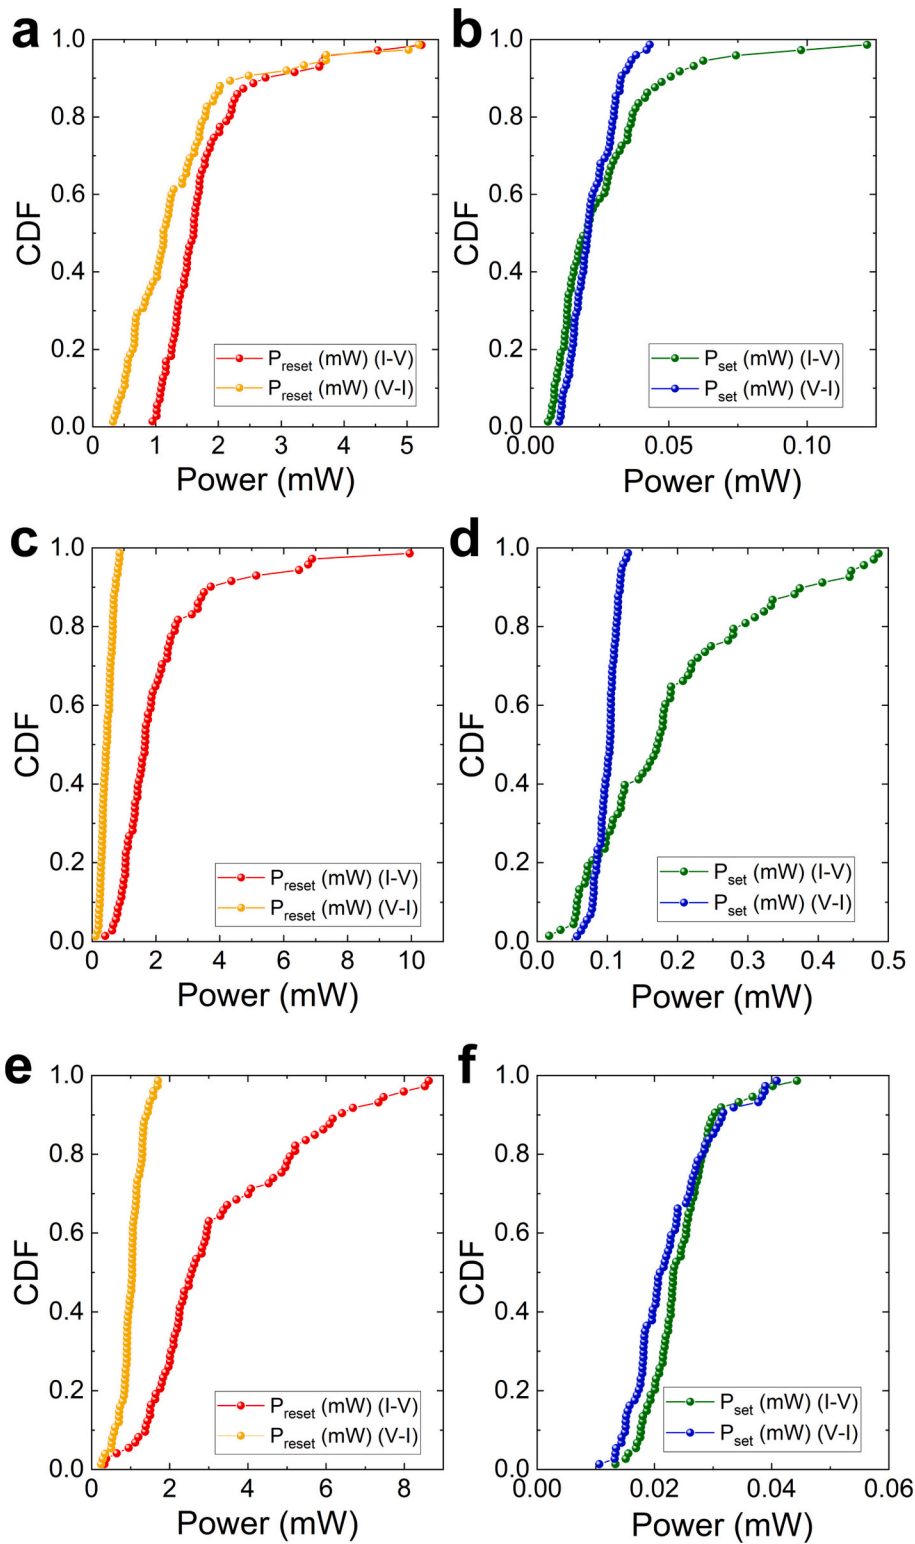 a
1.0
0.8
0.6
0.4
0.2
0.0
CDF
P_reset (mW) (I-V)
P_reset (mW) (V-I)
0 1 2 3 4 5
Power (mW)
b
1.0
0.8
0.6
0.4
0.2
0.0
CDF
P_set (mW) (I-V)
P_set (mW) (V-I)
0.00 0.05 0.10
Power (mW)
c
1.0
0.8
0.6
0.4
0.2
0.0
CDF
P_reset (mW) (I-V)
P_reset (mW) (V-I)
0 2 4 6 8 10
Power (mW)
d
1.0
0.8
0.6
0.4
0.2
0.0
CDF
P_set (mW) (I-V)
P_set (mW) (V-I)
0.0 0.1 0.2 0.3 0.4 0.5
Power (mW)
e
1.0
0.8
0.6
0.4
0.2
0.0
CDF
P_reset (mW) (I-V)
P_reset (mW) (V-I)
0 2 4 6 8
Power (mW)
f
1.0
0.8
0.6
0.4
0.2
0.0
CDF
P_set (mW) (I-V)
P_set (mW) (V-I)
0.00 0.02 0.04 0.06
Power (mW)